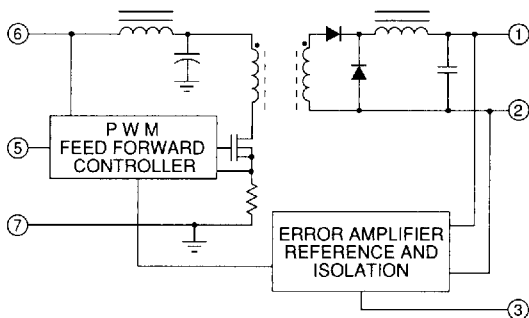 6
1
2
P W M
FEED FORWARD
CONTROLLER
5
7
ERROR AMPLIFIER
REFERENCE AND
ISOLATION
3